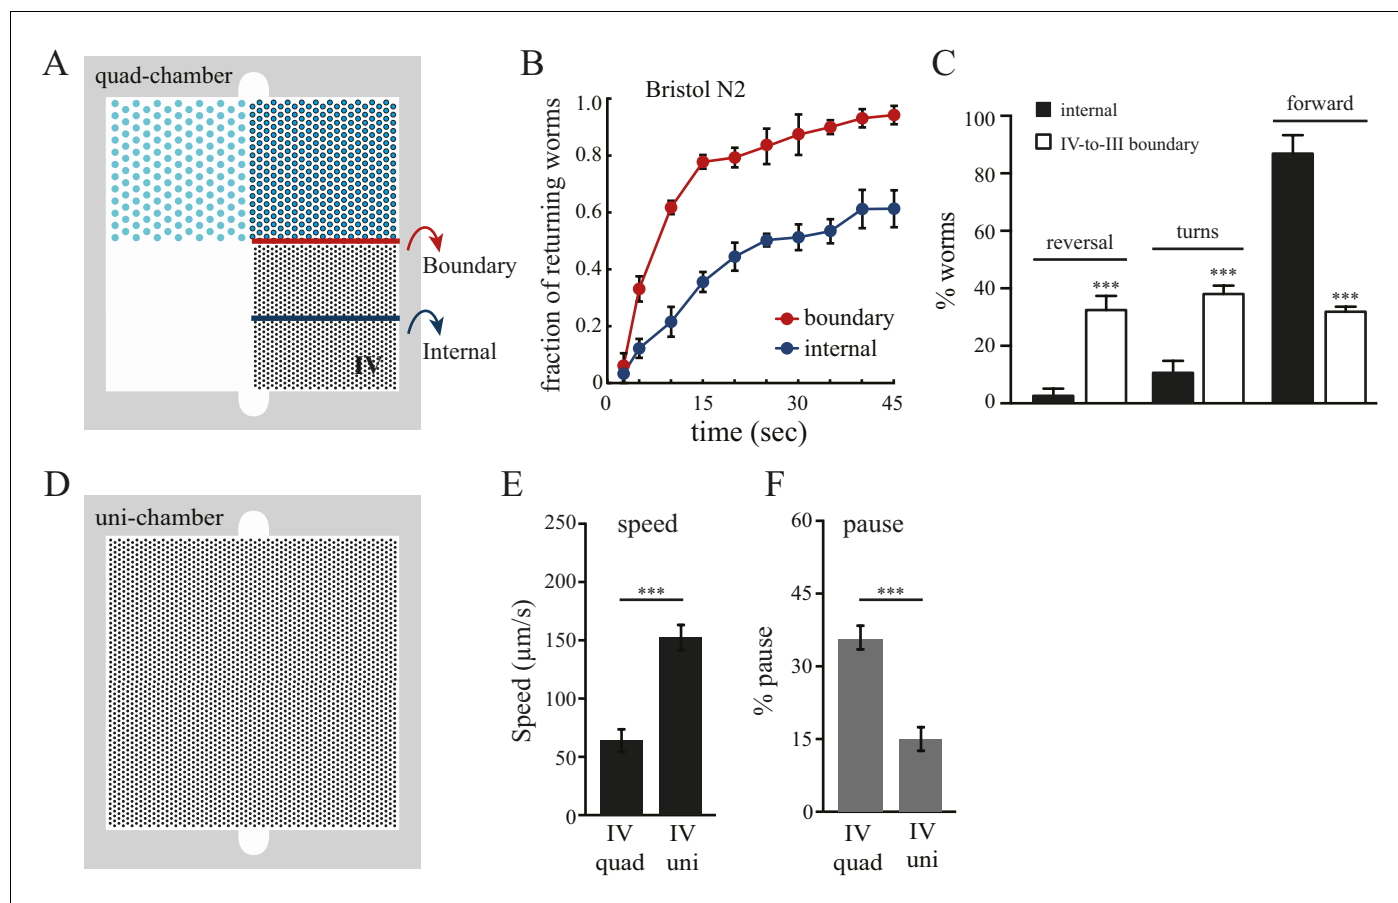 A
quad-chamber
Boundary
Internal
IV
B
Bristol N2
fraction of returning worms
1.0
0.8
0.6
0.4
0.2
0
boundary
internal
0
15
30
45
time (sec)
C
internal
IV-to-III boundary
forward
reversal
turns
% worms
100
80
60
40
20
0
***
***
***
D
uni-chamber
E
speed
Speed (µm/s)
250
200
150
100
50
0
***
IV
quad
IV
uni
F
pause
% pause
60
45
30
15
0
***
IV
quad
IV
uni